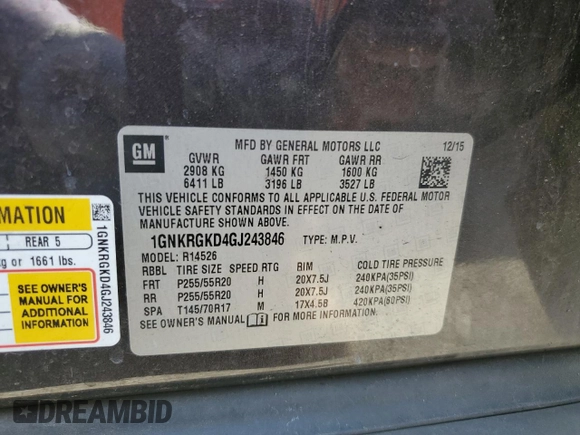 GM
MFD BY GENERAL MOTORS LLC 12/15
GVWR GAWR FRT GAWR RR
2908 KG 1450 KG 1600 KG
6411 LB 3196 LB 3527 LB
THIS VEHICLE CONFORMS TO ALL APPLICABLE U.S. FEDERAL MOTOR
VEHICLE SAFETY STANDARDS IN EFFECT ON THE DATE OF
MANUFACTURE SHOWN ABOVE.
1GNKRGKD4GJ243846 TYPE: M.P.V.
MODEL: R14526
RBBL TIRE SIZE SPEED RTG BIM COLD TIRE PRESSURE
FRT P255/55R20 H 20X7.5J 240KPA(35PSI)
RR P255/55R20 H 20X7.5J 240KPA(35PSI)
SPA T145/70R17 M 17X4.5B 420KPA(60PSI)
SEE OWNER'S MANUAL FOR MORE INFORMATION.
MATION
REAR 5
kg or 1661 lbs.
SEE OWNER'S
MANUAL FOR
ADDITIONAL
INFORMATION
1GNKRGKD4GJ243846
DREAMBID